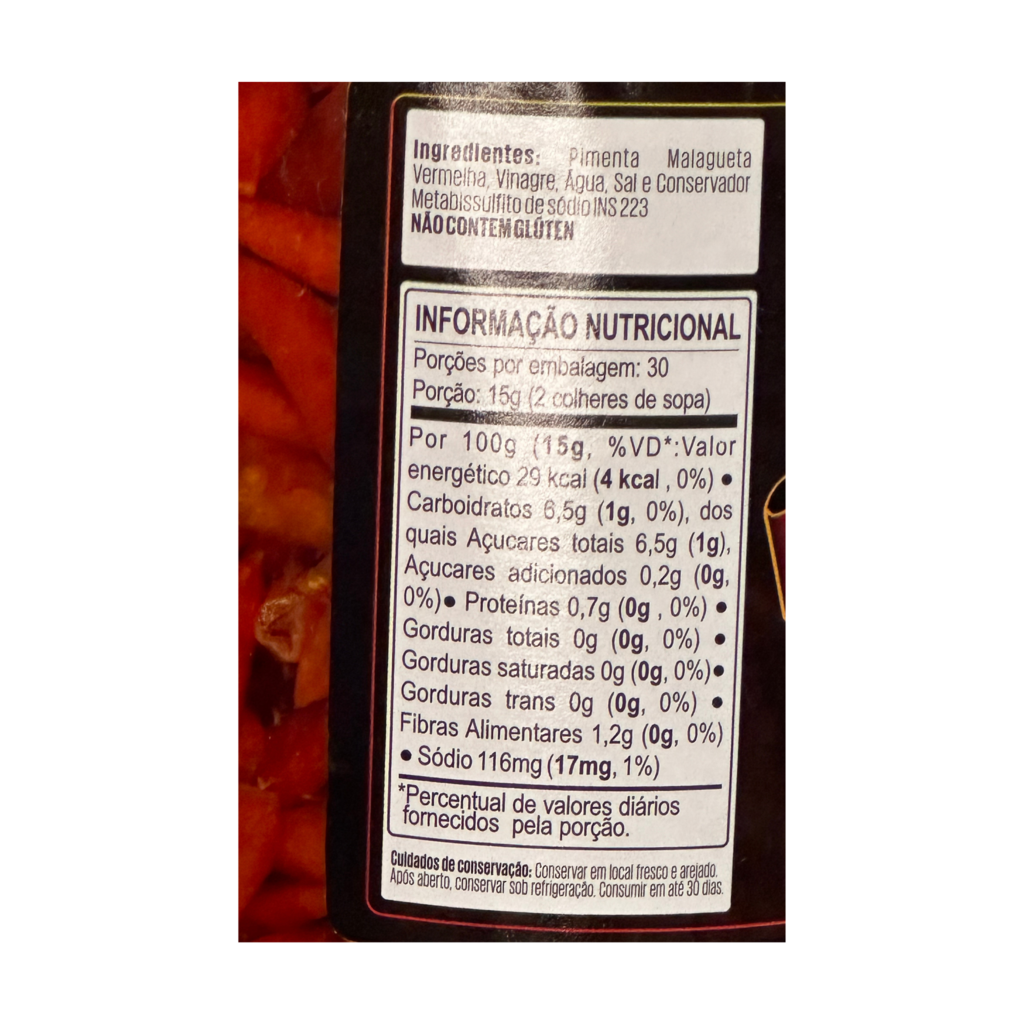 Ingredientes: Pimenta Malagueta
Vermelha, Vinagre, Água, Sal e Conservador
Metabissulfito de sódio INS 223
NÃO CONTEM GLÚTEN
INFORMAÇÃO NUTRICIONAL
Porções por embalagem: 30
Porção: 15g (2 colheres de sopa)
Por 100g (15g, %VD*:Valor
energético 29 kcal (4 kcal , 0%) •
Carboidratos 6,5g (1g, 0%), dos
quais Açucares totais 6,5g (1g),
Açucares adicionados 0,2g (0g,
0%)• Proteínas 0,7g (0g , 0%) •
Gorduras totais 0g (0g, 0%) •
Gorduras saturadas 0g (0g, 0%)•
Gorduras trans 0g (0g, 0%) •
Fibras Alimentares 1,2g (0g, 0%)
• Sódio 116mg (17mg, 1%)
*Percentual de valores diários
fornecidos pela porção.
Cuidados de conservação: Conservar em local fresco e arejado.
Após aberto, conservar sob refrigeração. Consumir em até 30 dias.